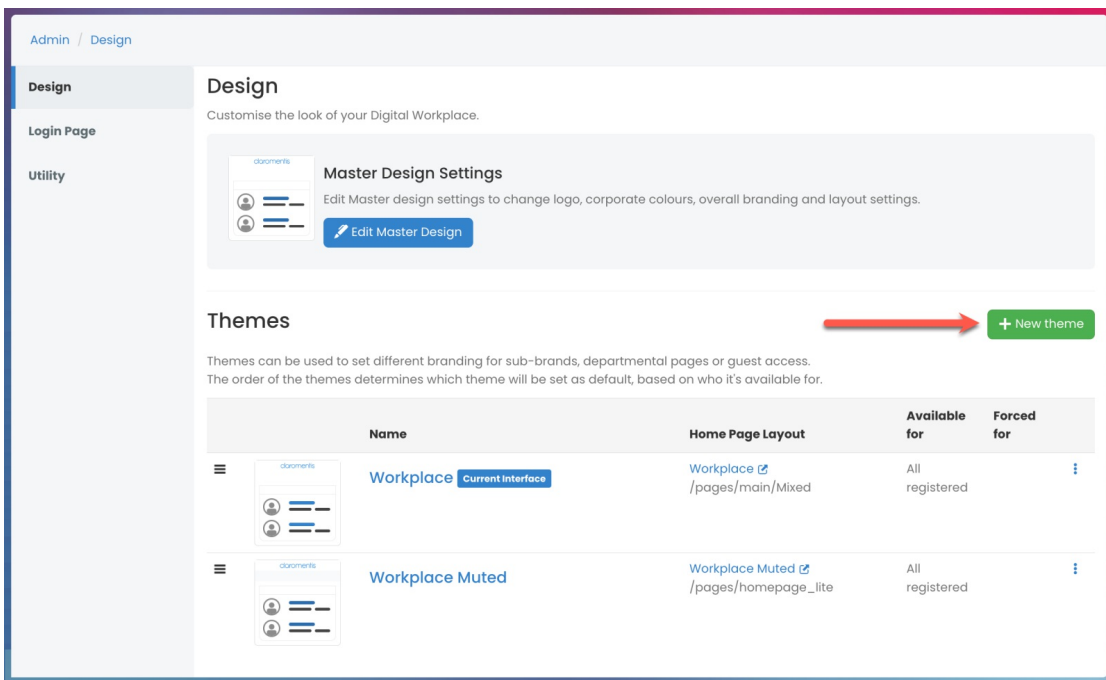 Admin / Design
Design
Login Page
Utility
Design
Customise the look of your Digital Workplace.
claromentis
Master Design Settings
Edit Master design settings to change logo, corporate colours, overall branding and layout settings.
Edit Master Design
Themes
+ New theme
Themes can be used to set different branding for sub-brands, departmental pages or guest access.
The order of the themes determines which theme will be set as default, based on who it's available for.
Name Home Page Layout Available for Forced for
claromentis
Workplace Current Interface
Workplace
/pages/main/Mixed
All
registered
claromentis
Workplace Muted
Workplace Muted
/pages/homepage_lite
All
registered